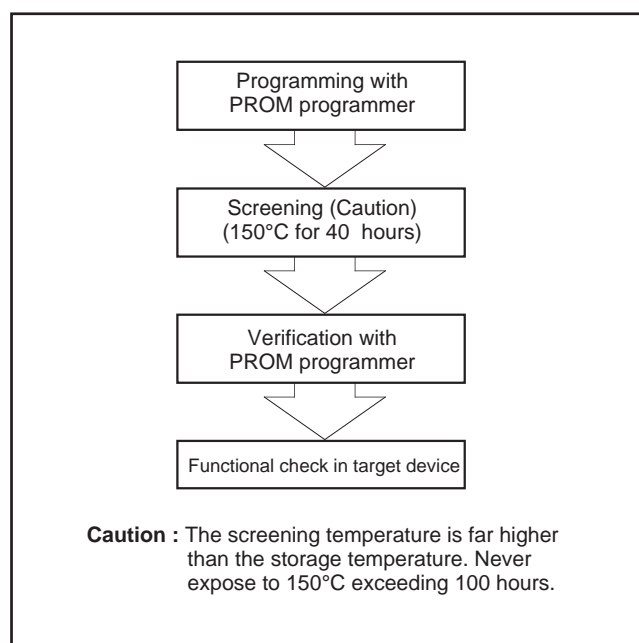 Programming with
PROM programmer
Screening (Caution)
(150°C for 40 hours)
Verification with
PROM programmer
Functional check in target device
Caution : The screening temperature is far higher
than the storage temperature. Never
expose to 150°C exceeding 100 hours.